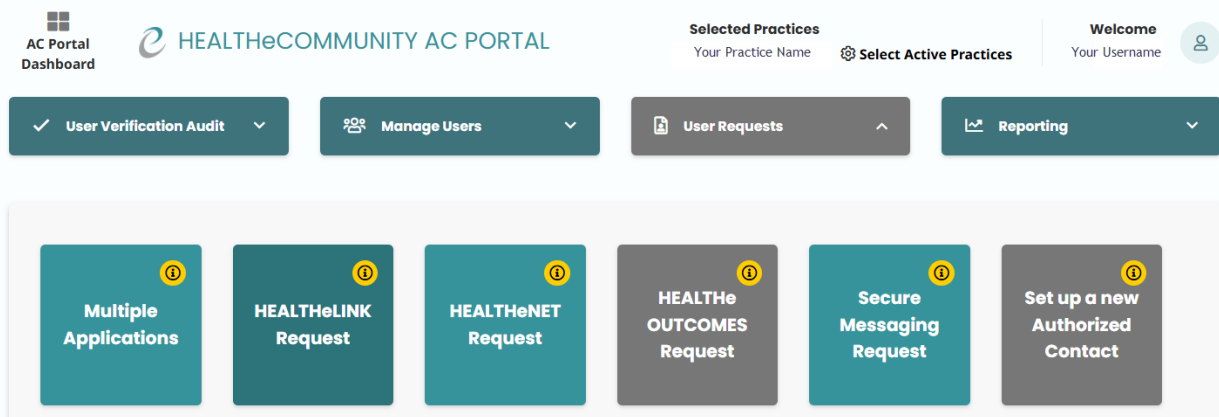 AC Portal
Dashboard
HEALTHeCOMMUNITY AC PORTAL
Selected Practices
Your Practice Name
Select Active Practices
Welcome
Your Username
User Verification Audit
Manage Users
User Requests
Reporting
Multiple
Applications
HEALTHeLINK
Request
HEALTHeNET
Request
HEALTHe
OUTCOMES
Request
Secure
Messaging
Request
Set up a new
Authorized
Contact